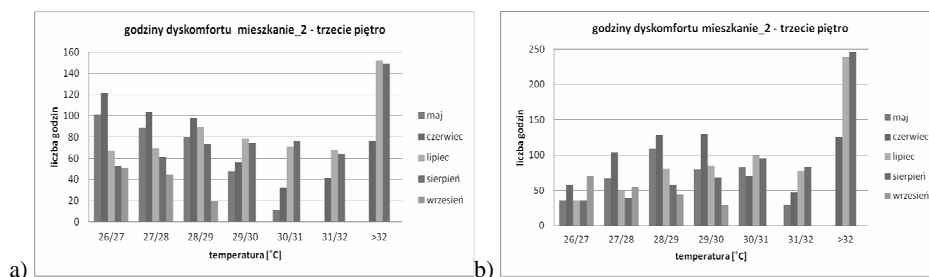 godziny dyskomfortu mieszkanie_2 - trzecie piętro
160
140
120
100
80
60
40
20
0
liczba godzin
26/27 27/28 28/29 29/30 30/31 31/32 >32
temperatura [˚C]
maj
czerwiec
lipiec
sierpień
wrzesień
a)
godziny dyskomfortu mieszkanie_2 - trzecie piętro
250
200
150
100
50
0
liczba godzin
26/27 27/28 28/29 29/30 30/31 31/32 >32
temperatura [˚C]
maj
czerwiec
lipiec
sierpień
wrzesień
b)